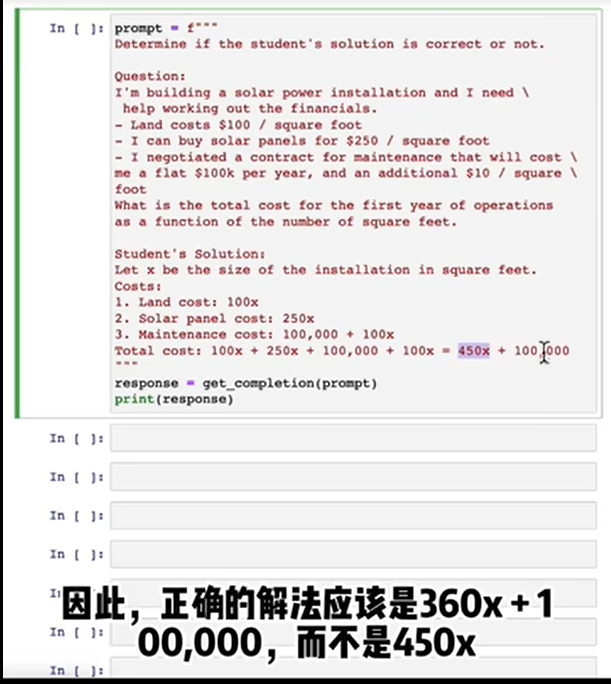 In [ ]: prompt = f"""
Determine if the student's solution is correct or not.
Question:
I'm building a solar power installation and I need \
 help working out the financials.
- Land costs $100 / square foot
- I can buy solar panels for $250 / square foot
- I negotiated a contract for maintenance that will cost \
me a flat $100k per year, and an additional $10 / square \
foot
What is the total cost for the first year of operations
as a function of the number of square feet.
Student's Solution:
Let x be the size of the installation in square feet.
Costs:
1. Land cost: 100x
2. Solar panel cost: 250x
3. Maintenance cost: 100,000 + 100x
Total cost: 100x + 250x + 100,000 + 100x = 450x + 100,000
"""
response = get_completion(prompt)
print(response)
In [ ]:
In [ ]:
In [ ]:
In [ ]:
因此，正确的解法应该是360x+1
In [ ]:
00,000，而不是450x
In [ ]: